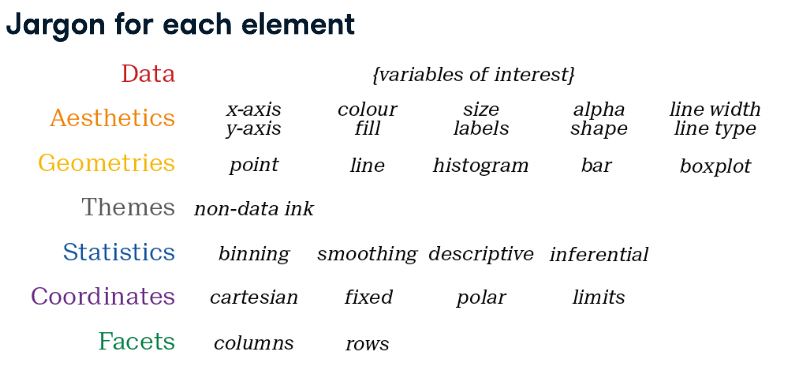 Jargon for each element
Data {variables of interest}
Aesthetics x-axis y-axis colour fill size labels alpha shape line width line type
Geometries point line histogram bar boxplot
Themes non-data ink
Statistics binning smoothing descriptive inferential
Coordinates cartesian fixed polar limits
Facets columns rows